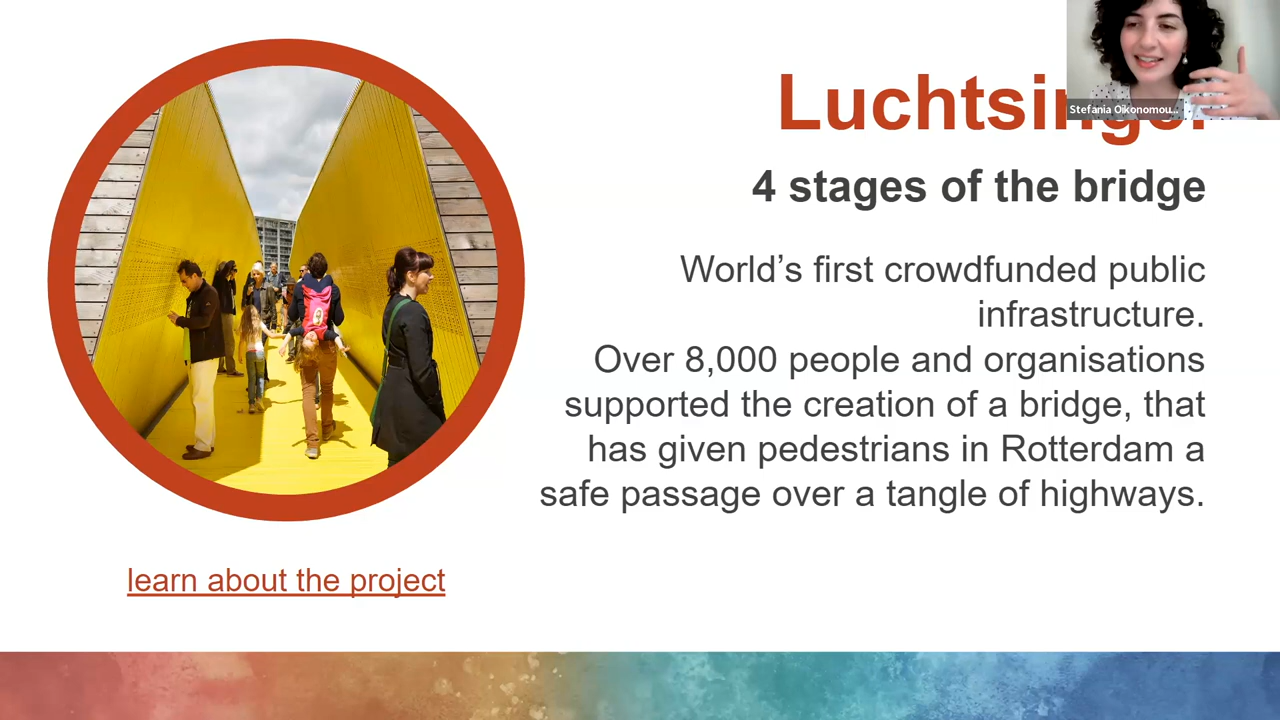 Stefania Oikonomou...
4 stages of the bridge
World’s first crowdfunded public
infrastructure.
Over 8,000 people and organisations
supported the creation of a bridge, that
has given pedestrians in Rotterdam a
safe passage over a tangle of highways.
learn about the project